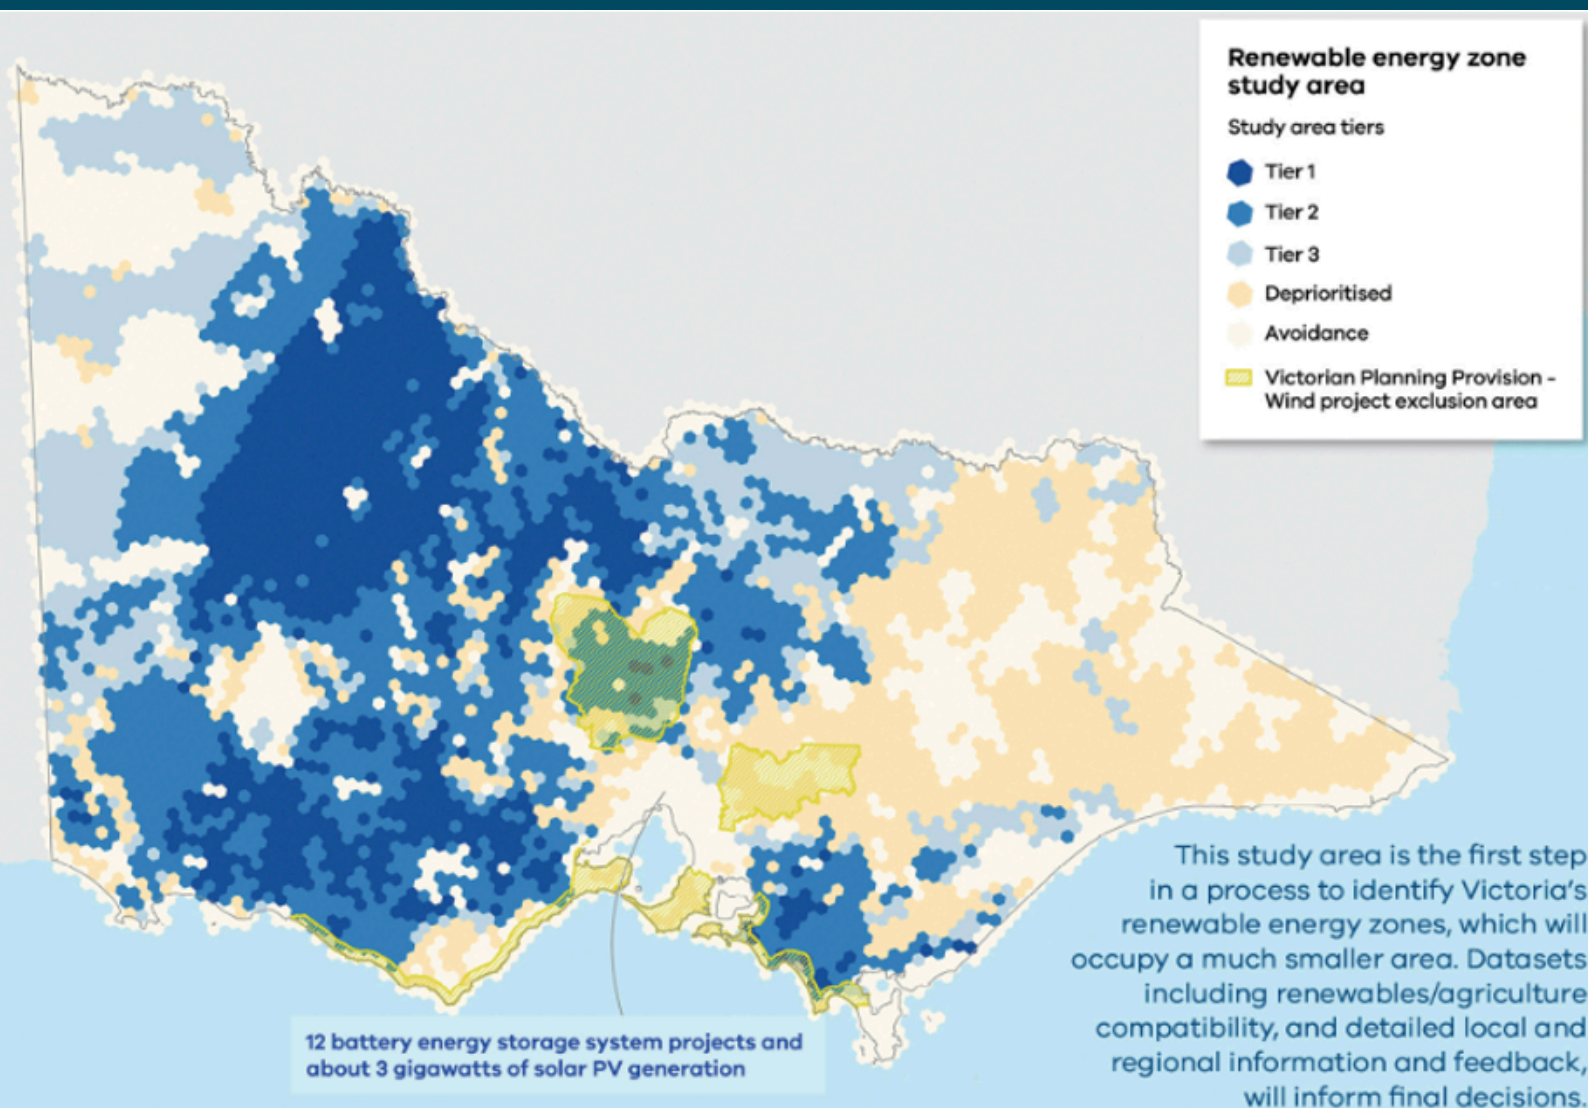 Renewable energy zone
study area
Study area tiers
Tier 1
Tier 2
Tier 3
Deprioritised
Avoidance
Victorian Planning Provision -
Wind project exclusion area
This study area is the first step
in a process to identify Victoria's
renewable energy zones, which will
occupy a much smaller area. Datasets
including renewables/agriculture
compatibility, and detailed local and
regional information and feedback,
will inform final decisions.
12 battery energy storage system projects and
about 3 gigawatts of solar PV generation